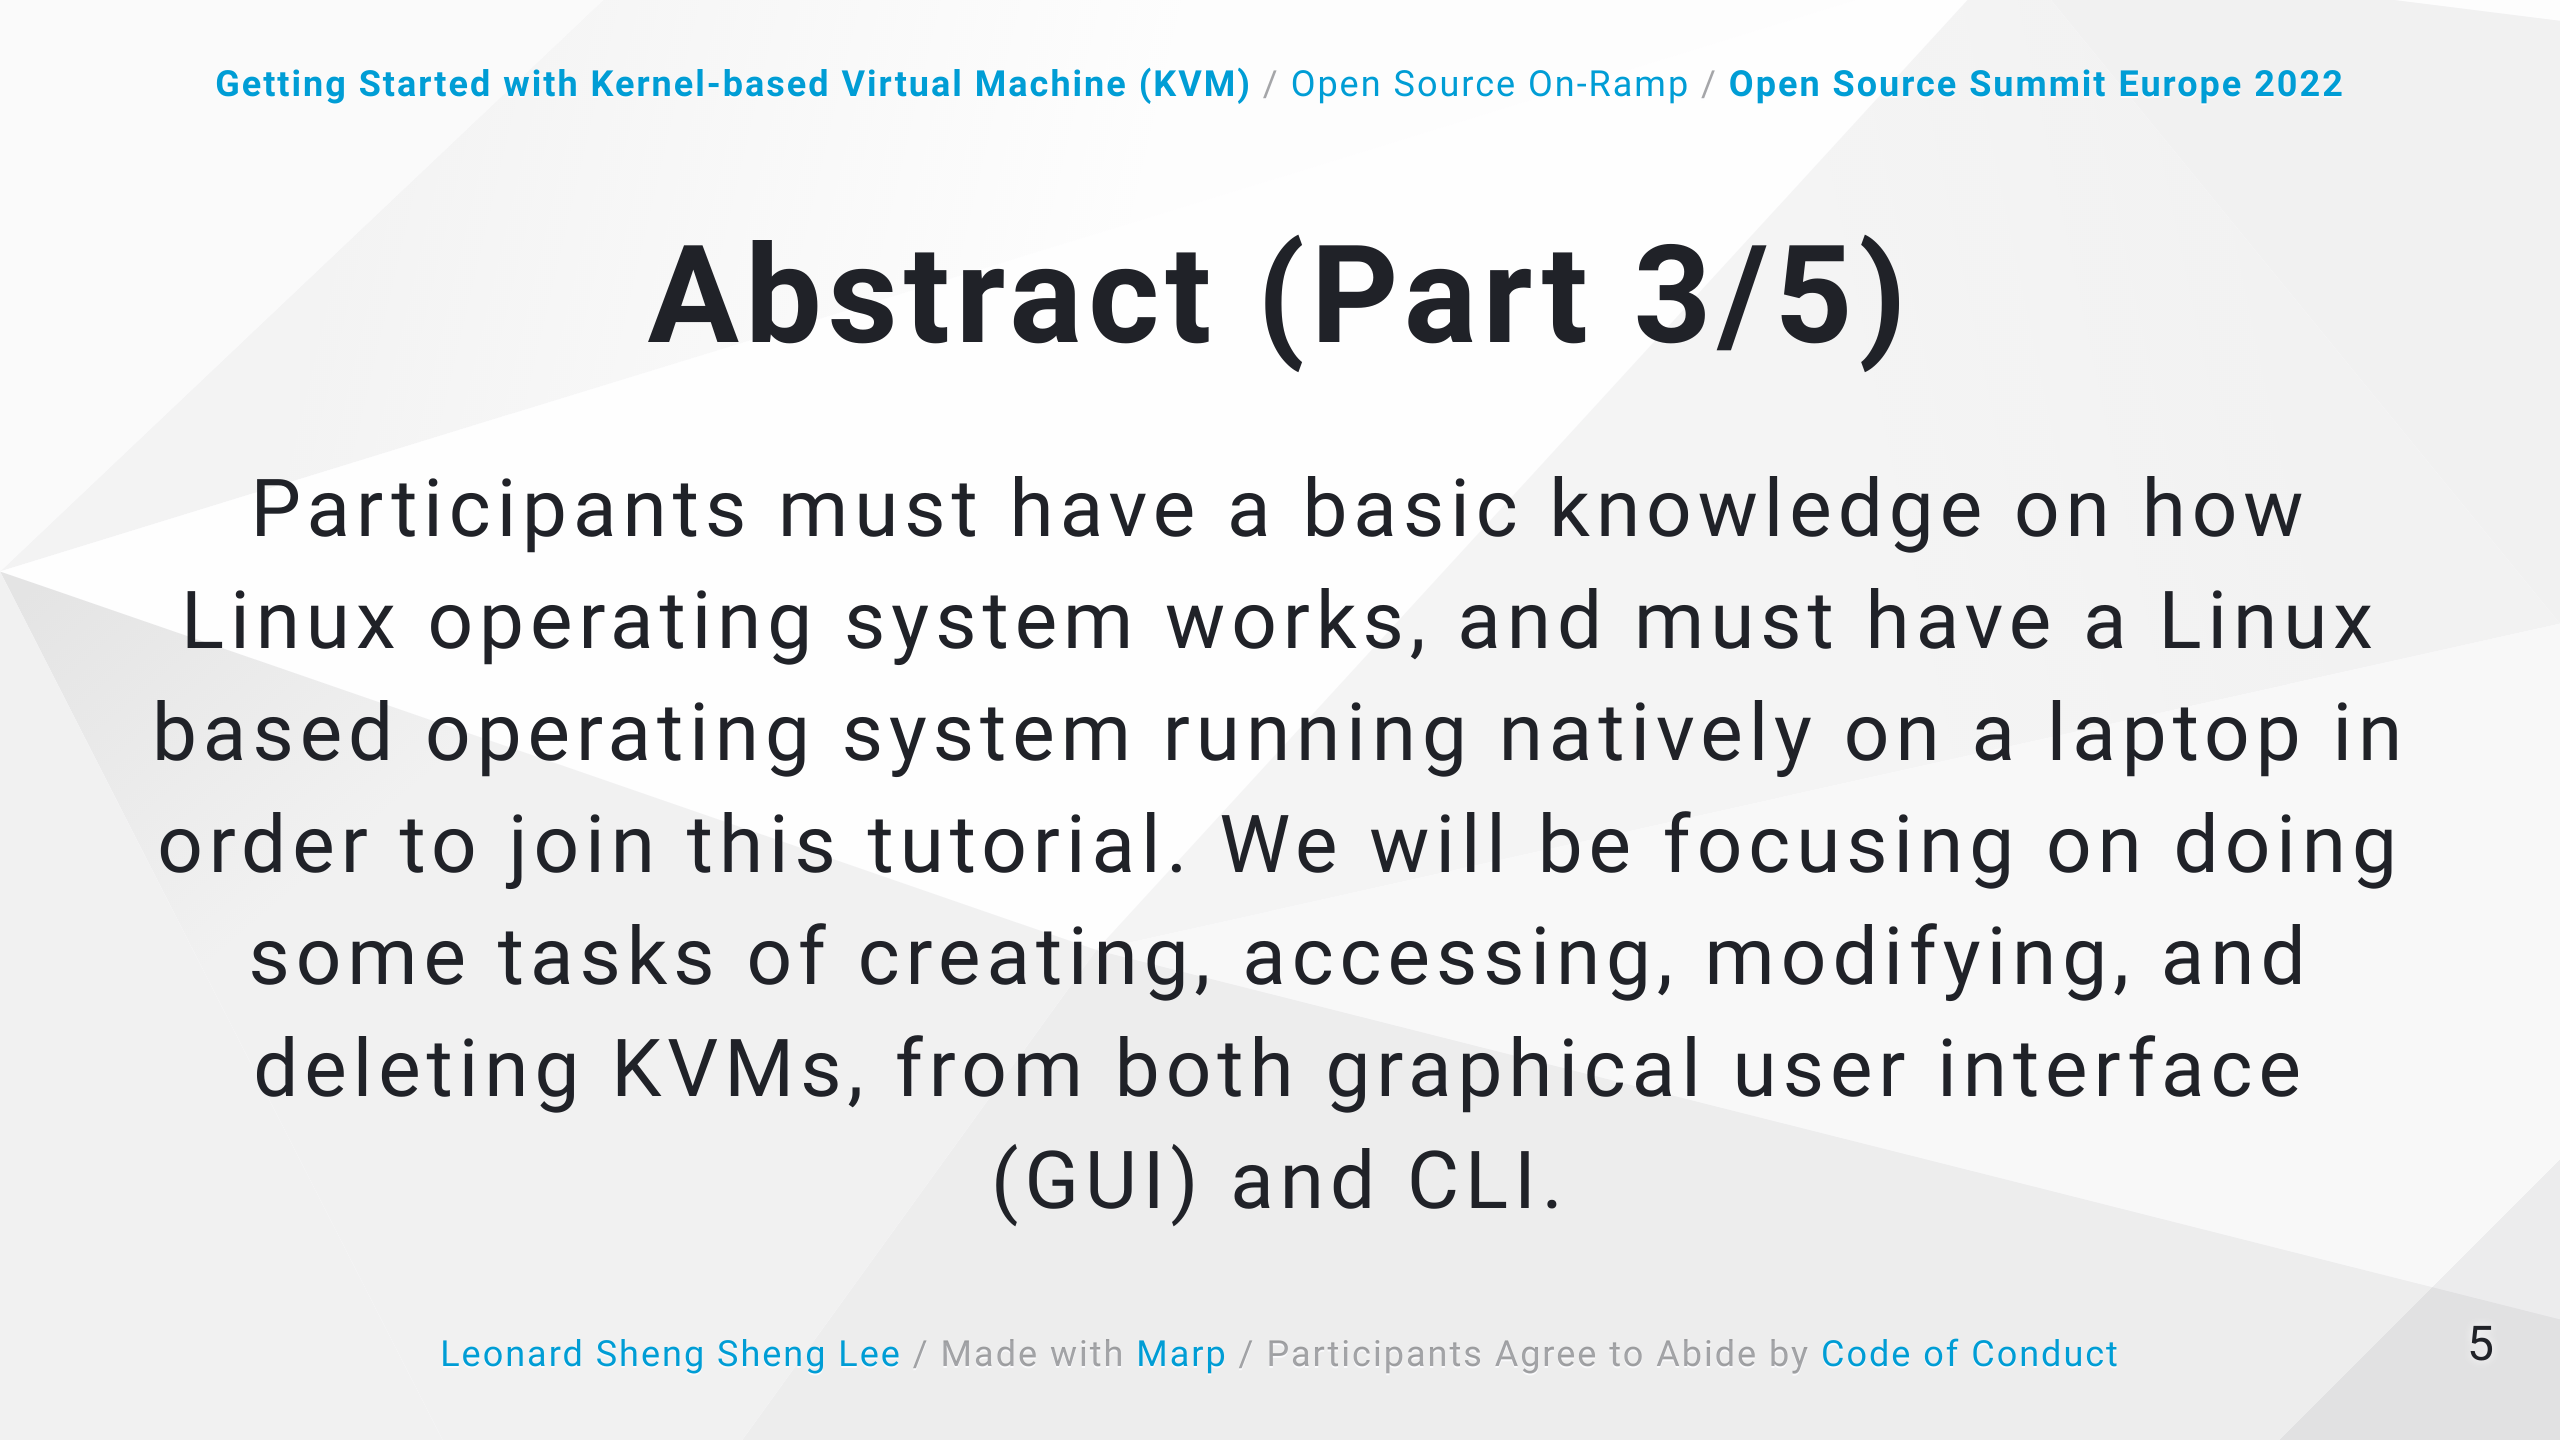 Getting Started with Kernel-based Virtual Machine (KVM) / Open Source On-Ramp / Open Source Summit Europe 2022
Abstract (Part 3/5)
Participants must have a basic knowledge on how
Linux operating system works, and must have a Linux
based operating system running natively on a laptop in
order to join this tutorial. We will be focusing on doing
some tasks of creating, accessing, modifying, and
deleting KVMs, from both graphical user interface
(GUI) and CLI.
Leonard Sheng Sheng Lee / Made with Marp / Participants Agree to Abide by Code of Conduct
5